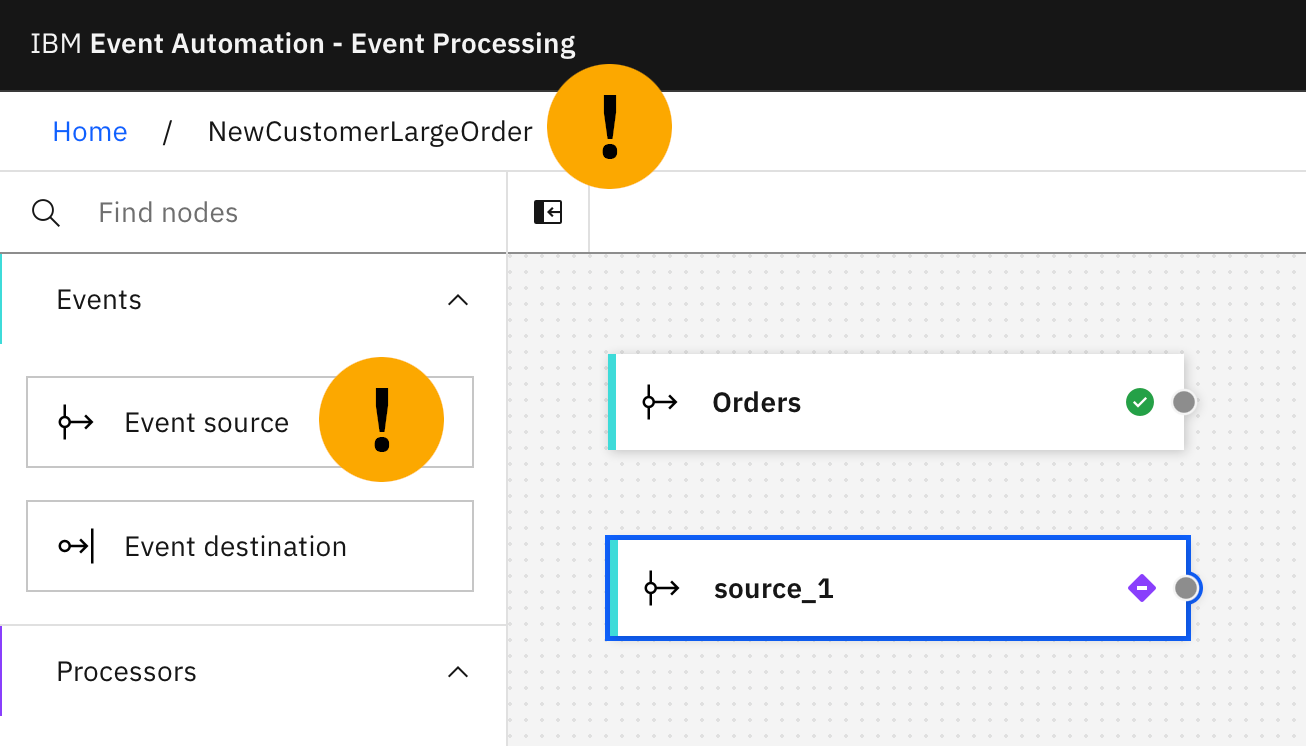 IBM Event Automation - Event Processing
Home / NewCustomerLargeOrder
!
Find nodes
Events
Event source
!
Event destination
Processors
Orders
source_1